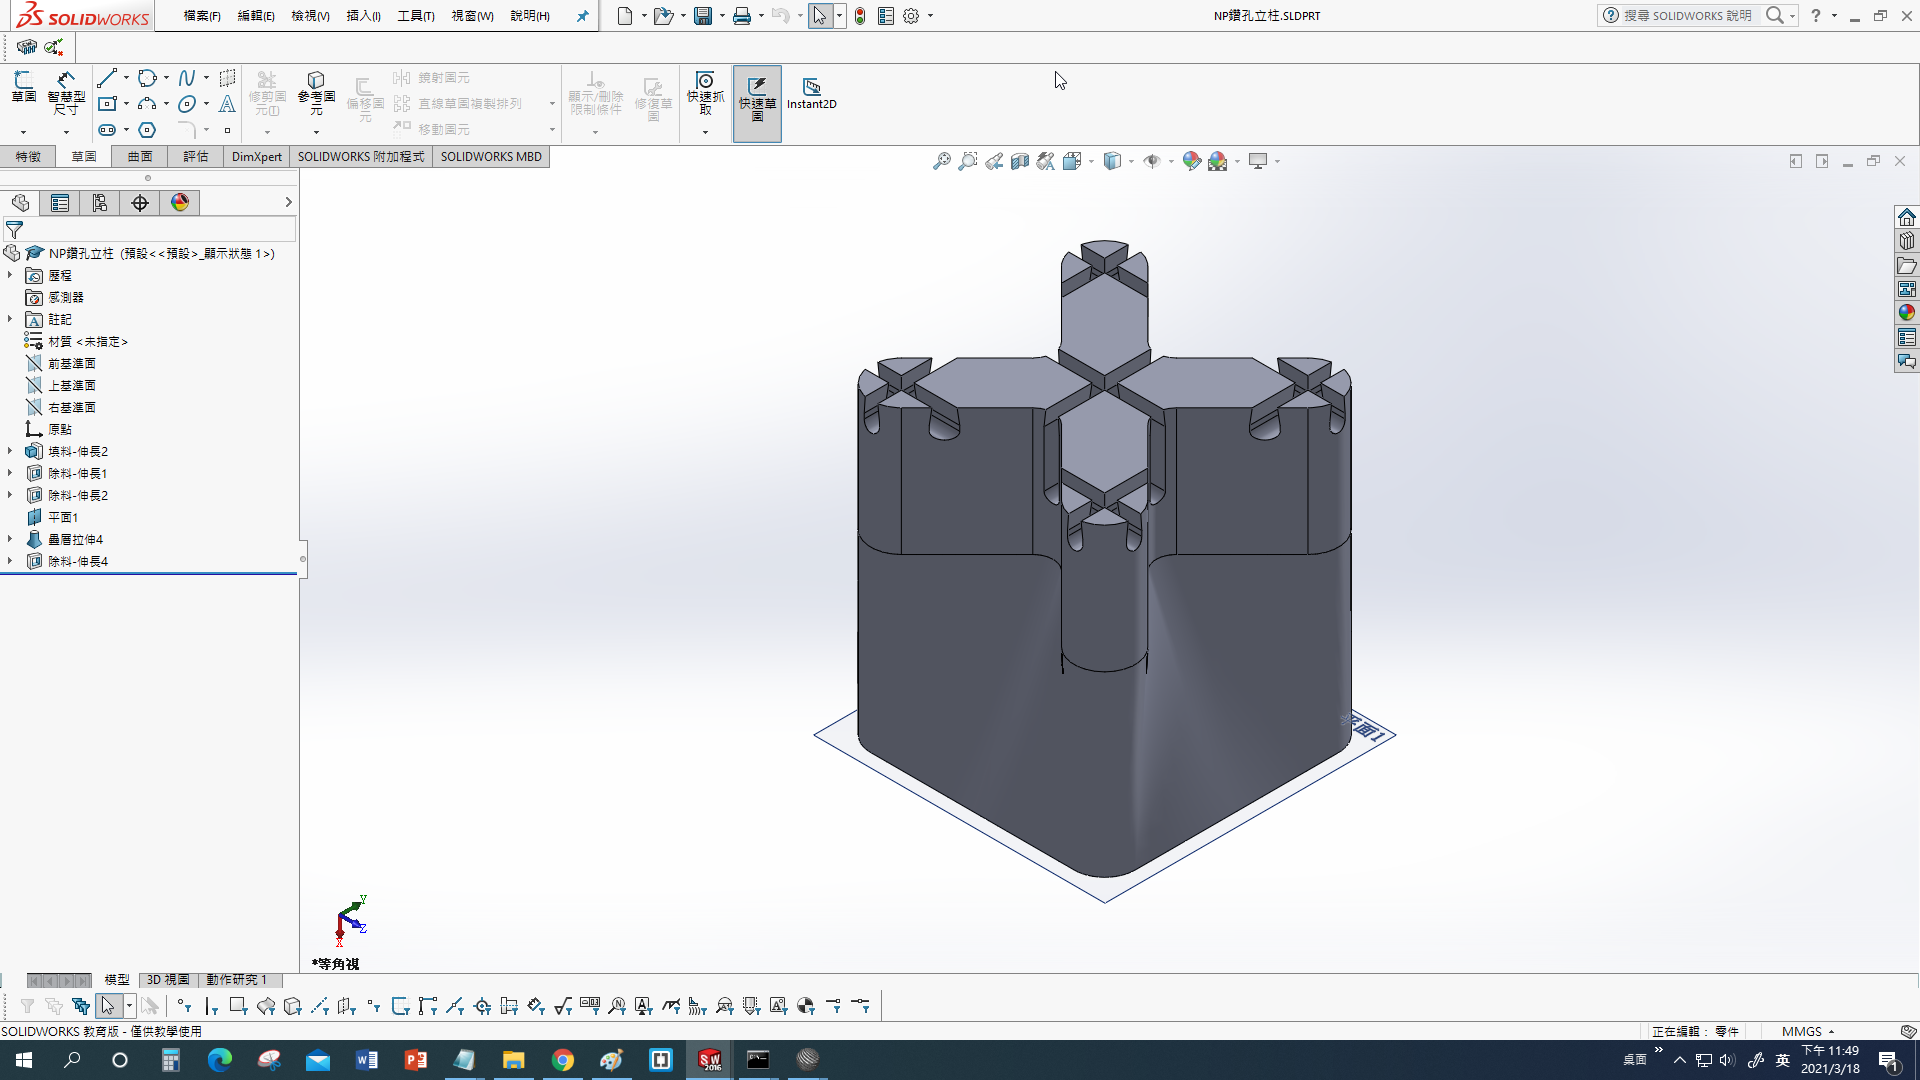 SOLIDWORKS
檔案(F) 編輯(E) 檢視(V) 插入(I) 工具(T) 視窗(W) 說明(H)
NP鑽孔立柱.SLDPRT
搜尋 SOLIDWORKS 說明
草圖
智慧型尺寸
修剪圖元(I)
參考圖元
偏移圖元
鏡射圖元
直線草圖複製排列
移動圖元
顯示/刪除限制條件
修復草圖
快速抓取
快速草圖
Instant2D
特徵 草圖 曲面 評估 DimXpert SOLIDWORKS 附加程式 SOLIDWORKS MBD
NP鑽孔立柱 (預設<<預設>_顯示狀態 1>)
歷程
感測器
註記
材質 <未指定>
前基準面
上基準面
右基準面
原點
填料-伸長2
除料-伸長1
除料-伸長2
平面1
疊層拉伸4
除料-伸長4
平面1
Y
Z
X
*等角視
模型 3D 視圖 動作研究 1
SOLIDWORKS 教育版 - 僅供教學使用
正在編輯： 零件
MMGS
SW 2016
桌面
英
下午 11:49
2021/3/18
1